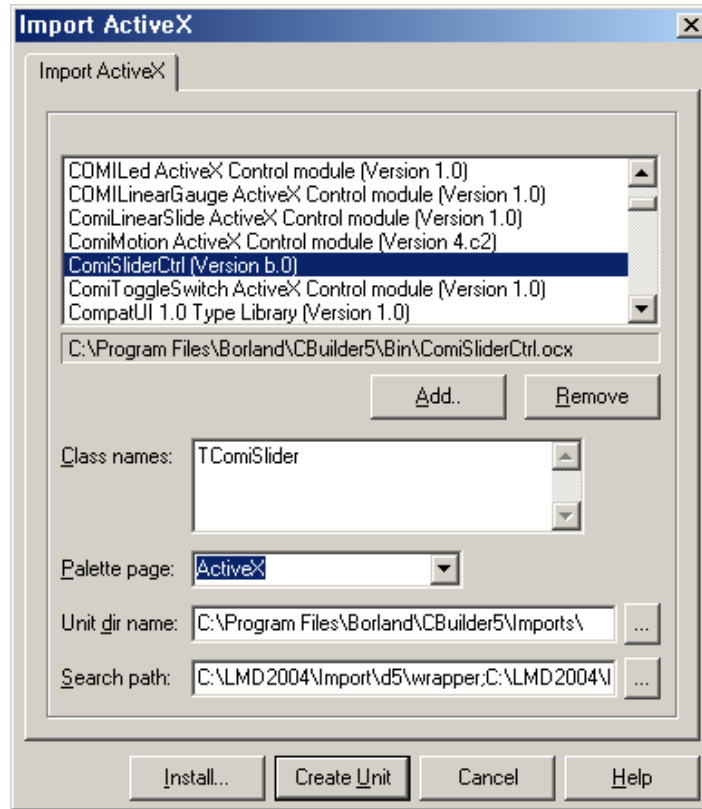 Import ActiveX
Import ActiveX
COMILed ActiveX Control module (Version 1.0)
COMILinearGauge ActiveX Control module (Version 1.0)
ComiLinearSlide ActiveX Control module (Version 1.0)
ComiMotion ActiveX Control module (Version 4.c2)
ComiSliderCtrl (Version b.0)
ComiToggleSwitch ActiveX Control module (Version 1.0)
CompatUI 1.0 Type Library (Version 1.0)
C:\Program Files\Borland\CBuilder5\Bin\ComiSliderCtrl.ocx
Add.. Remove
Class names: TComiSlider
Palette page: ActiveX
Unit dir name: C:\Program Files\Borland\CBuilder5\Imports\ ...
Search path: C:\LMD2004\Import\d5\wrapper;C:\LMD2004\I ...
Install... Create Unit Cancel Help